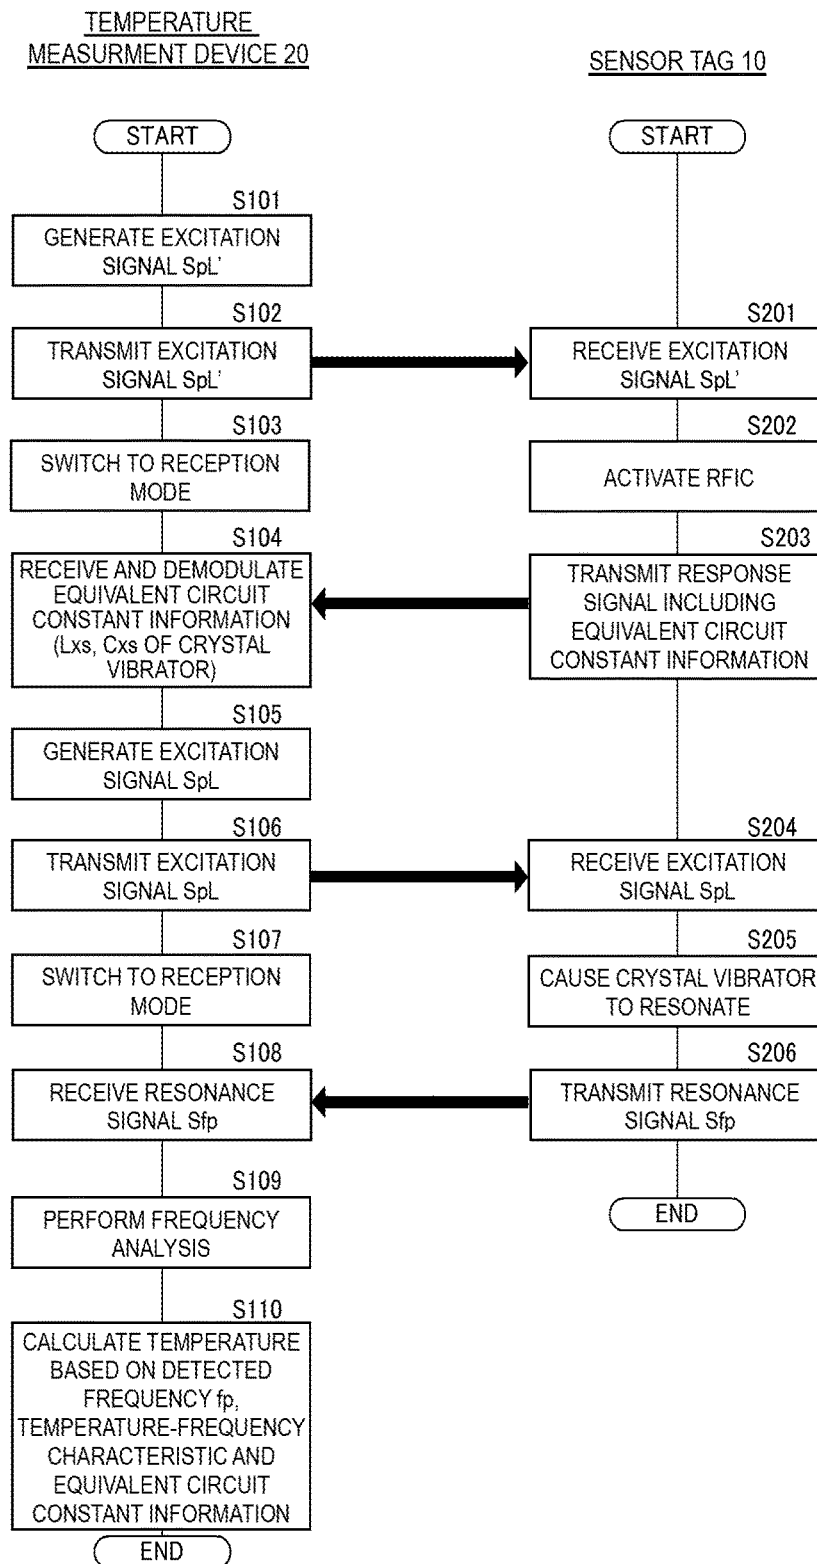 TEMPERATURE
MEASURMENT DEVICE 20
START
S101
GENERATE EXCITATION
SIGNAL SpL'
S102
TRANSMIT EXCITATION
SIGNAL SpL'
S103
SWITCH TO RECEPTION
MODE
S104
RECEIVE AND DEMODULATE
EQUIVALENT CIRCUIT
CONSTANT INFORMATION
(Lxs, Cxs OF CRYSTAL
VIBRATOR)
S105
GENERATE EXCITATION
SIGNAL SpL
S106
TRANSMIT EXCITATION
SIGNAL SpL
S107
SWITCH TO RECEPTION
MODE
S108
RECEIVE RESONANCE
SIGNAL Sfp
S109
PERFORM FREQUENCY
ANALYSIS
S110
CALCULATE TEMPERATURE
BASED ON DETECTED
FREQUENCY fp,
TEMPERATURE-FREQUENCY
CHARACTERISTIC AND
EQUIVALENT CIRCUIT
CONSTANT INFORMATION
END
SENSOR TAG 10
START
S201
RECEIVE EXCITATION
SIGNAL SpL'
S202
ACTIVATE RFIC
S203
TRANSMIT RESPONSE
SIGNAL INCLUDING
EQUIVALENT CIRCUIT
CONSTANT INFORMATION
S204
RECEIVE EXCITATION
SIGNAL SpL
S205
CAUSE CRYSTAL VIBRATOR
TO RESONATE
S206
TRANSMIT RESONANCE
SIGNAL Sfp
END